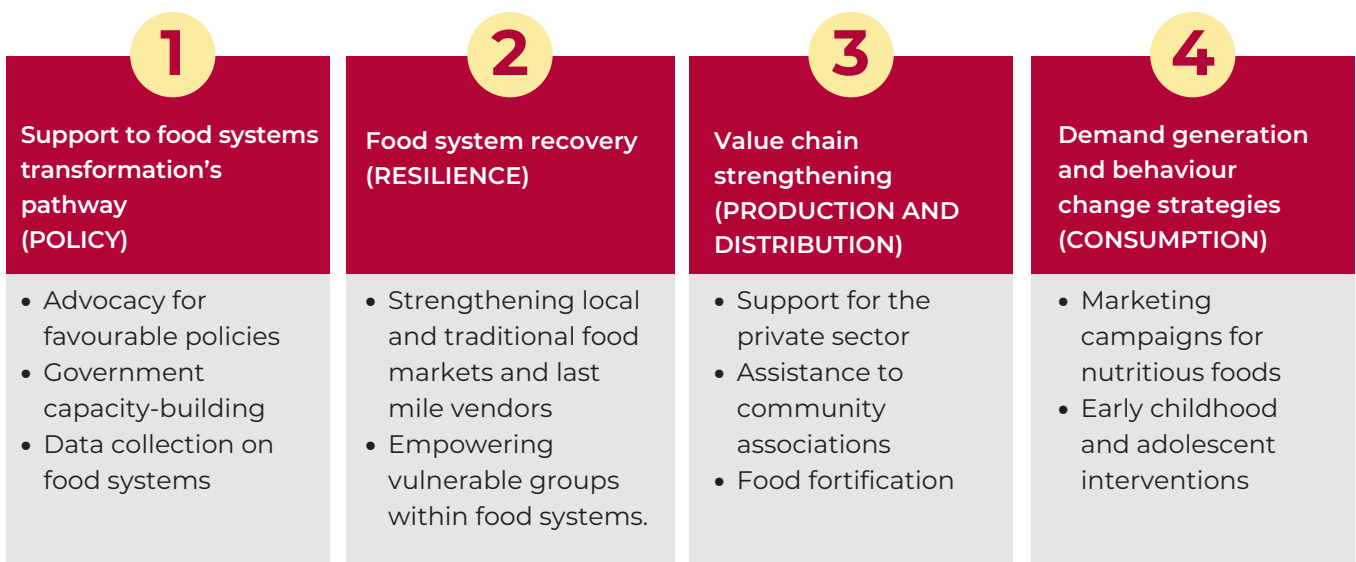 1
Support to food systems
transformation's
pathway
(POLICY)
• Advocacy for
favourable policies
• Government
capacity-building
• Data collection on
food systems
2
Food system recovery
(RESILIENCE)
• Strengthening local
and traditional food
markets and last
mile vendors
• Empowering
vulnerable groups
within food systems.
3
Value chain
strengthening
(PRODUCTION AND
DISTRIBUTION)
• Support for the
private sector
• Assistance to
community
associations
• Food fortification
4
Demand generation
and behaviour
change strategies
(CONSUMPTION)
• Marketing
campaigns for
nutritious foods
• Early childhood
and adolescent
interventions